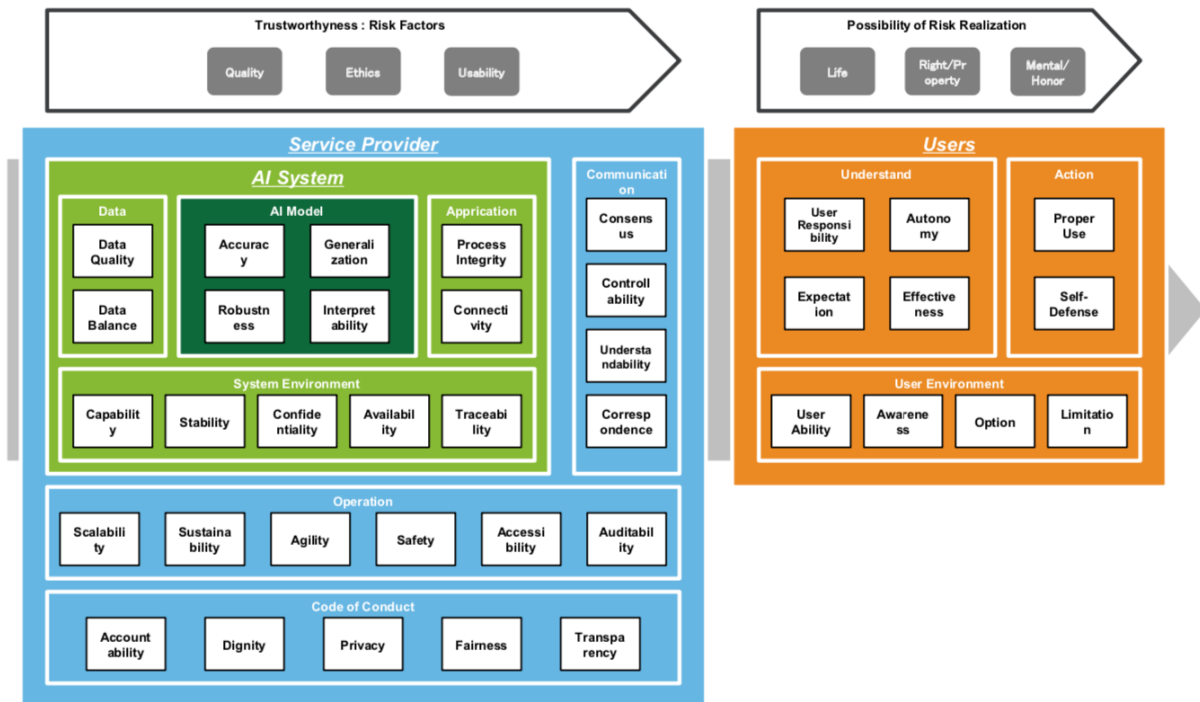 Trustworthyness : Risk Factors
Quality
Ethics
Usability
Possibility of Risk Realization
Life
Right/Pr
operty
Mental/
Honor
Service Provider
AI System
Data
Data
Quality
Data
Balance
AI Model
Accurac
y
Generali
zation
Robustn
ess
Interpret
ability
Apprication
Process
Integrity
Connecti
vity
System Environment
Capabilit
y
Stability
Confide
ntiality
Availabil
ity
Traceabi
lity
Communicati
on
Consens
us
Controll
ability
Understa
ndability
Corresp
ondence
Operation
Scalabili
ty
Sustaina
bility
Agility
Safety
Accessi
bility
Auditabil
ity
Code of Conduct
Account
ability
Dignity
Privacy
Fairness
Transpa
rency
Users
Understand
User
Responsi
bility
Autono
my
Expectat
ion
Effective
ness
Action
Proper
Use
Self-
Defense
User Environment
User
Ability
Awarene
ss
Option
Limitatio
n